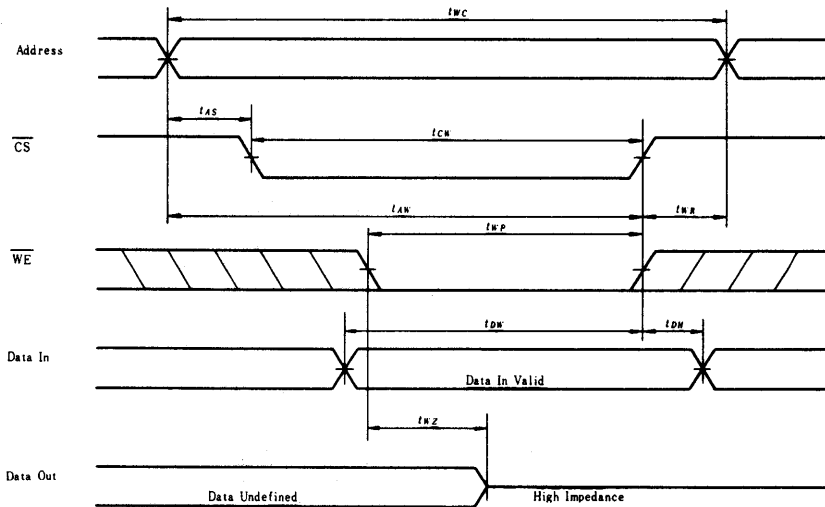 tWC
Address
tAS
tCW
CS
tAW
tWR
tWP
WE
tDW
tDH
Data In
Data In Valid
tWZ
Data Out
Data Undefined
High Impedance